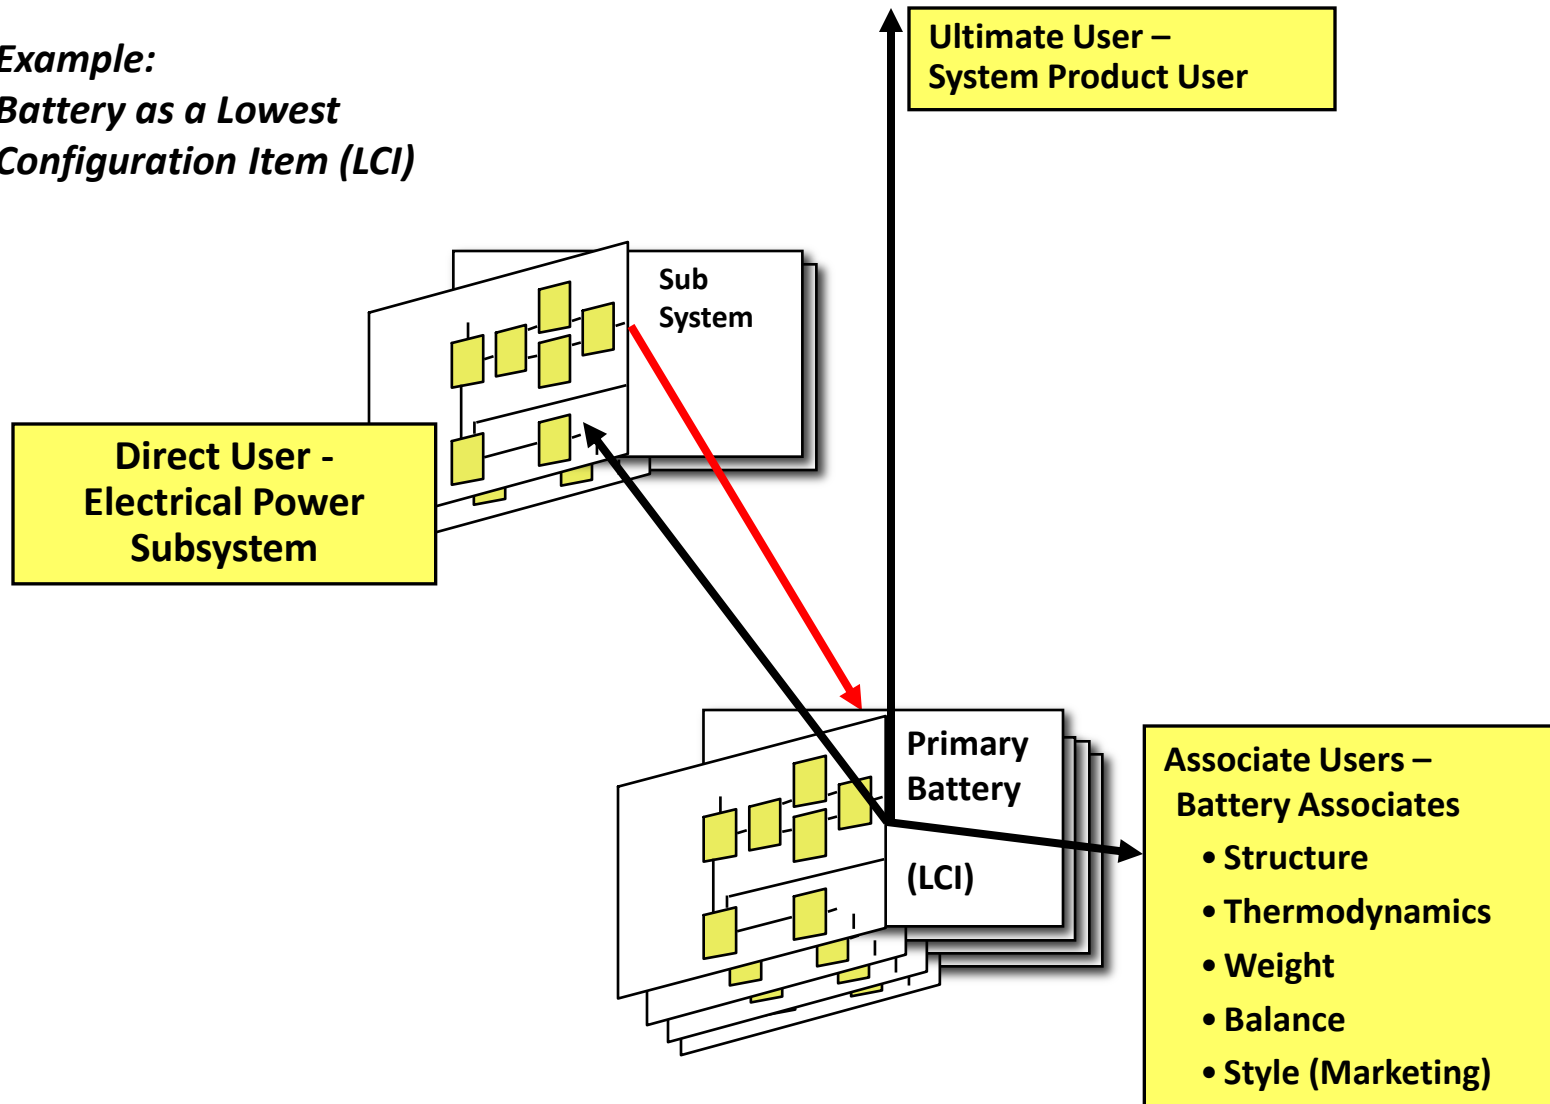 Example:
Battery as a Lowest
Configuration Item (LCI)
Ultimate User –
System Product User
Sub
System
Direct User -
Electrical Power
Subsystem
Primary
Battery
(LCI)
Associate Users –
Battery Associates
• Structure
• Thermodynamics
• Weight
• Balance
• Style (Marketing)